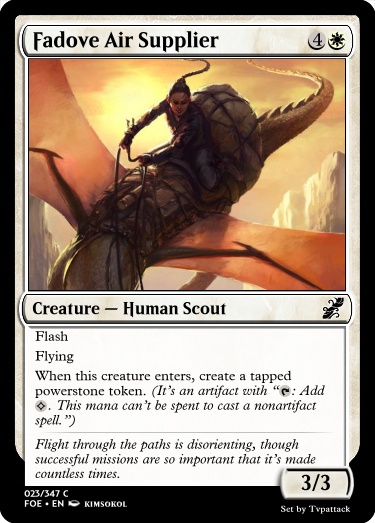 Fadove Air Supplier 4
Creature — Human Scout
Flash
Flying
When this creature enters, create a tapped
powerstone token. (It's an artifact with “: Add
. This mana can't be spent to cast a nonartifact
spell.”)
Flight through the paths is disorienting, though
successful missions are so important that it's made
countless times.
3/3
023/347 C
FOE • EN KIMSOKOL
Set by Tvpattack